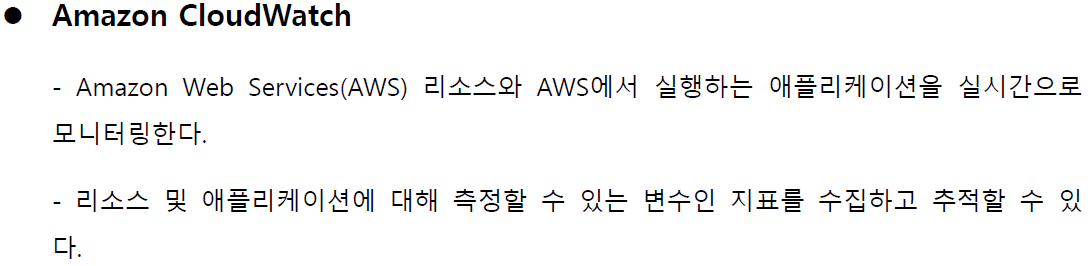 ● Amazon CloudWatch
- Amazon Web Services(AWS) 리소스와 AWS에서 실행하는 애플리케이션을 실시간으로
모니터링한다.
- 리소스 및 애플리케이션에 대해 측정할 수 있는 변수인 지표를 수집하고 추적할 수 있
다.